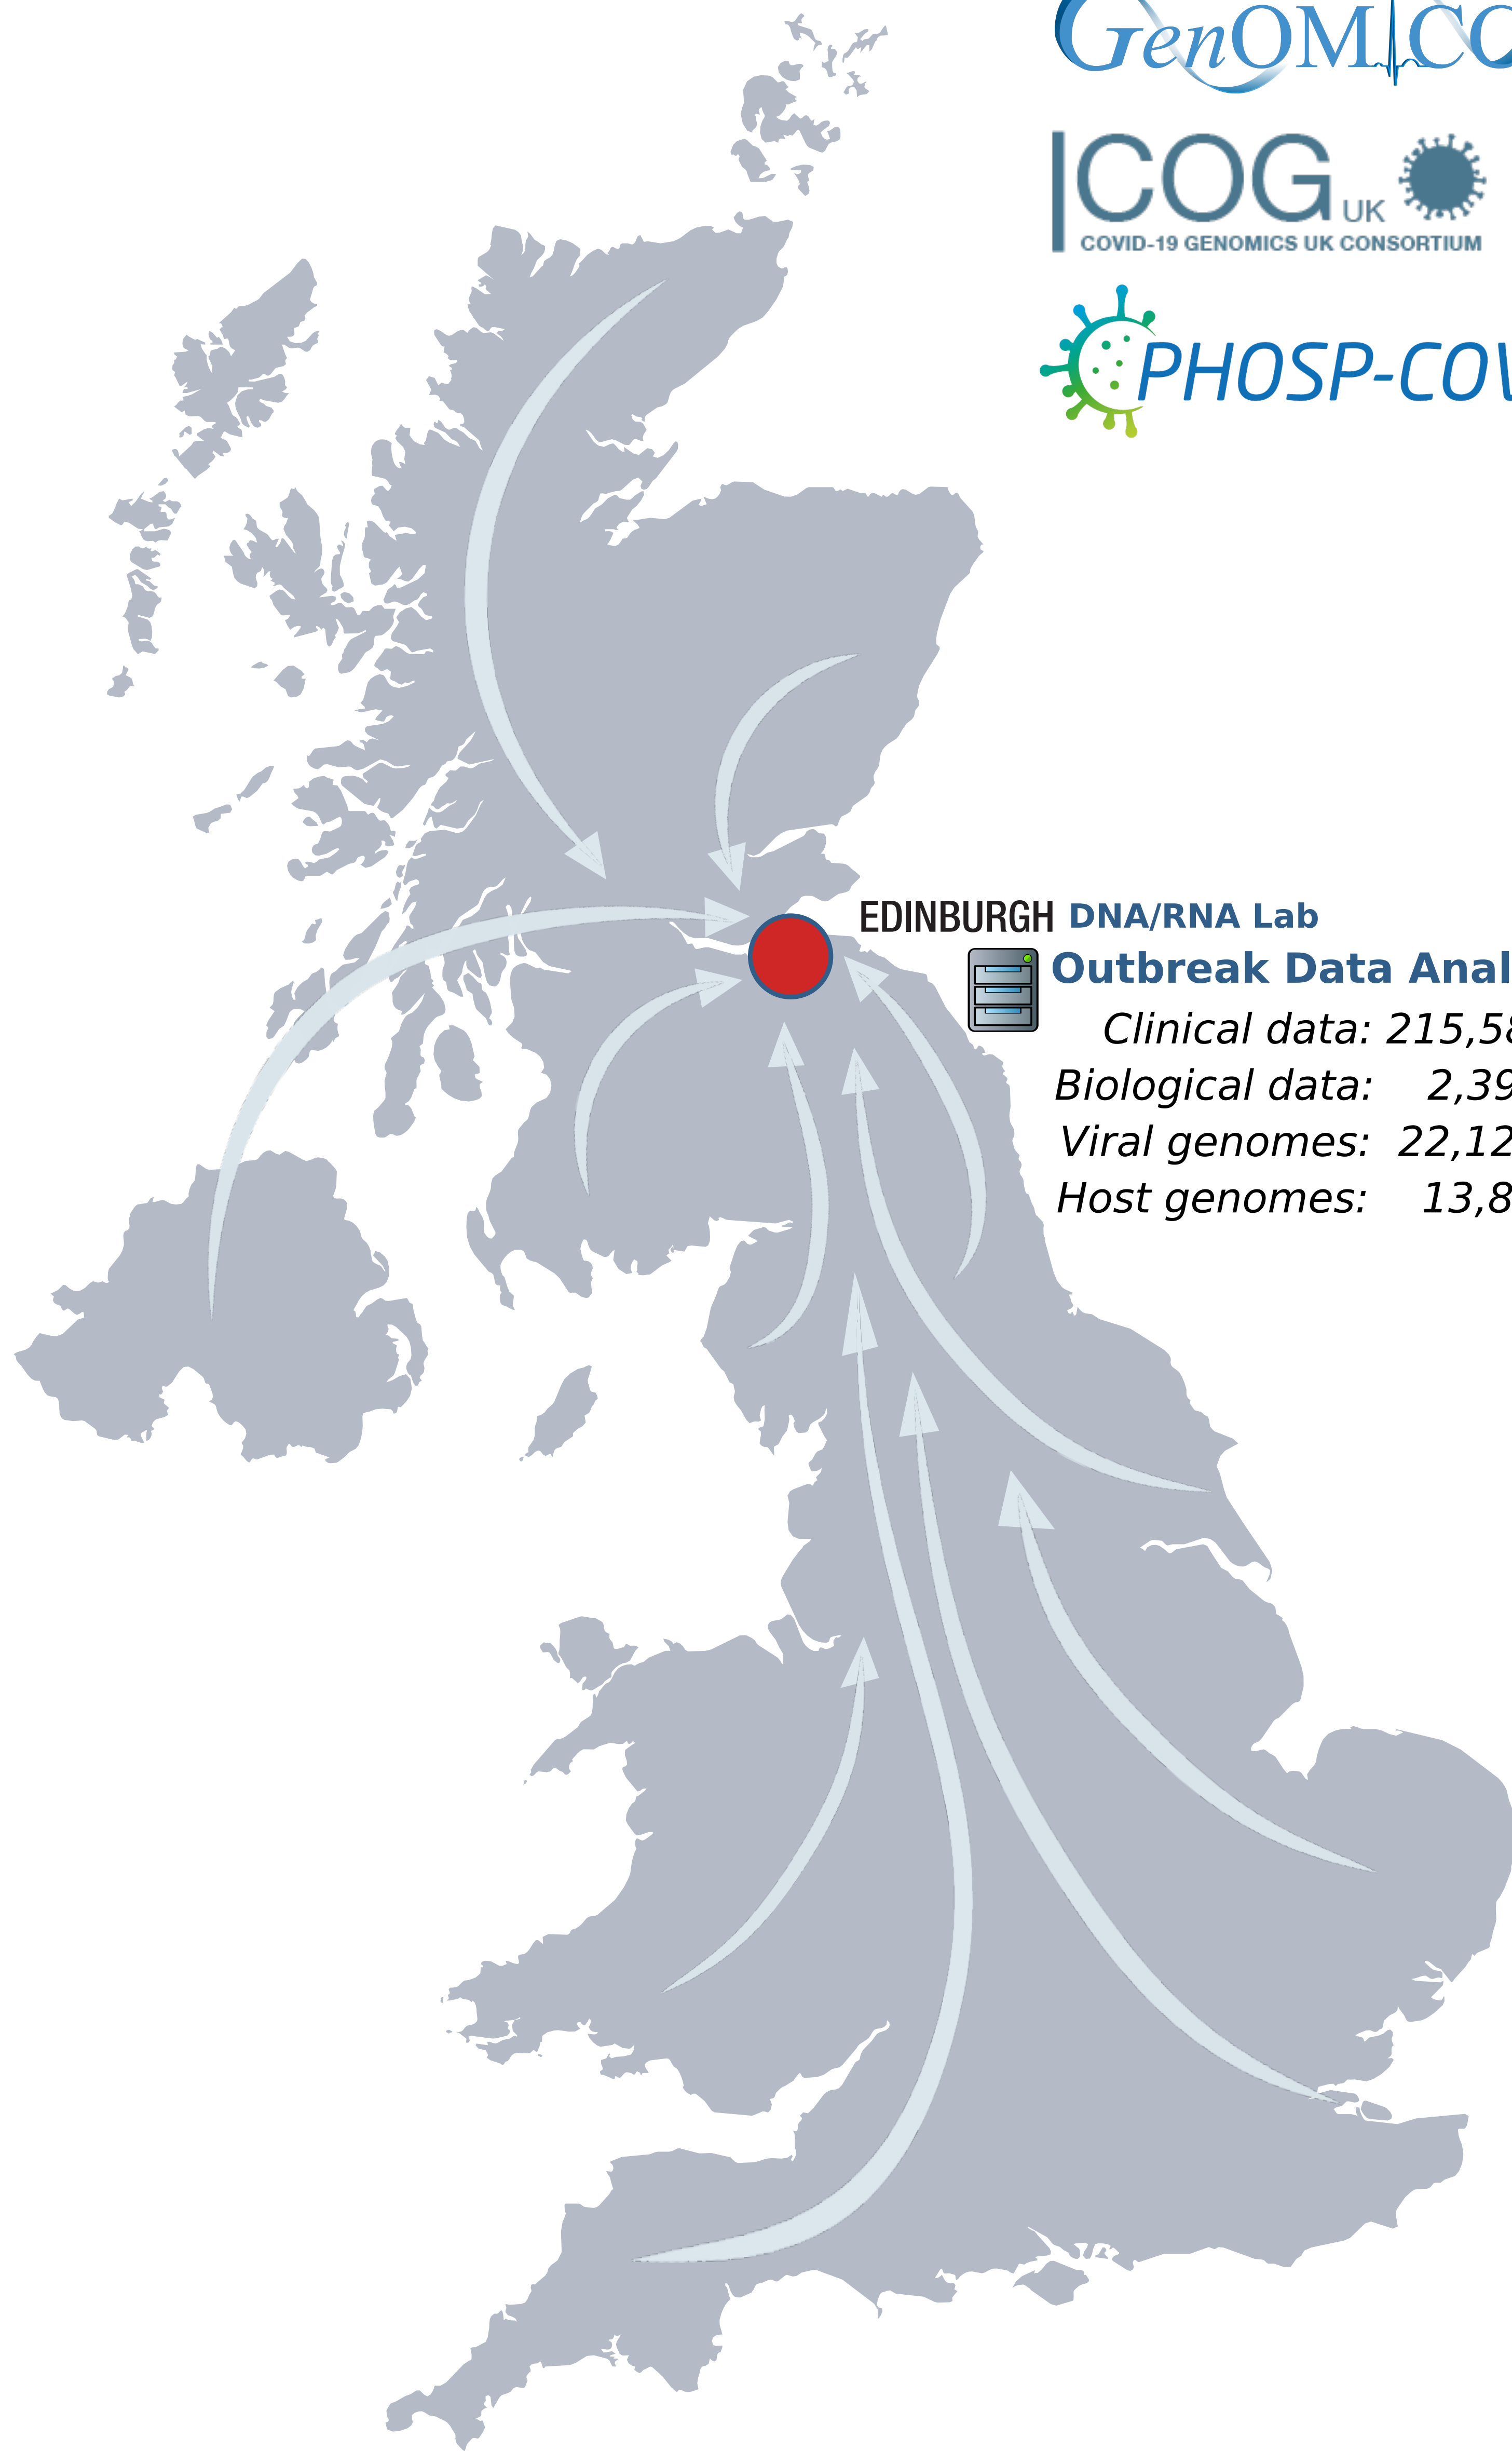 GenOMICC
COG UK
COVID-19 GENOMICS UK CONSORTIUM
PHOSP-COV
EDINBURGH DNA/RNA Lab
Outbreak Data Anal
Clinical data: 215,58
Biological data: 2,39
Viral genomes: 22,12
Host genomes: 13,8